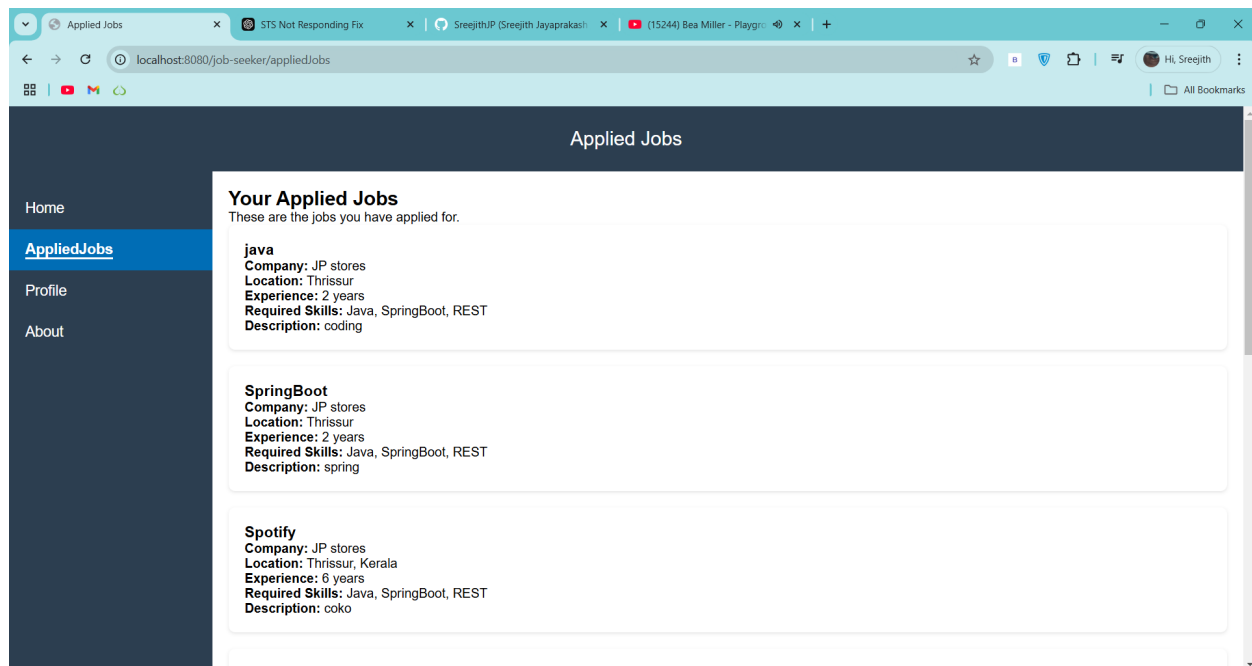 Applied Jobs
STS Not Responding Fix
SreejithJP (Sreejith Jayaprakash
(15244) Bea Miller - Playgro
localhost:8080/job-seeker/appliedJobs
B
Hi, Sreejith
All Bookmarks
Applied Jobs
Home
AppliedJobs
Profile
About
Your Applied Jobs
These are the jobs you have applied for.
java
Company: JP stores
Location: Thrissur
Experience: 2 years
Required Skills: Java, SpringBoot, REST
Description: coding
SpringBoot
Company: JP stores
Location: Thrissur
Experience: 2 years
Required Skills: Java, SpringBoot, REST
Description: spring
Spotify
Company: JP stores
Location: Thrissur, Kerala
Experience: 6 years
Required Skills: Java, SpringBoot, REST
Description: coko